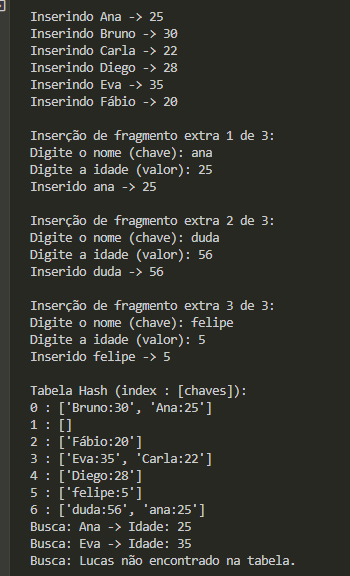 Inserindo Ana -> 25
Inserindo Bruno -> 30
Inserindo Carla -> 22
Inserindo Diego -> 28
Inserindo Eva -> 35
Inserindo Fábio -> 20
Inserção de fragmento extra 1 de 3:
Digite o nome (chave): ana
Digite a idade (valor): 25
Inserido ana -> 25
Inserção de fragmento extra 2 de 3:
Digite o nome (chave): duda
Digite a idade (valor): 56
Inserido duda -> 56
Inserção de fragmento extra 3 de 3:
Digite o nome (chave): felipe
Digite a idade (valor): 5
Inserido felipe -> 5
Tabela Hash (index : [chaves]):
0 : ['Bruno:30', 'Ana:25']
1 : []
2 : ['Fábio:20']
3 : ['Eva:35', 'Carla:22']
4 : ['Diego:28']
5 : ['felipe:5']
6 : ['duda:56', 'ana:25']
Busca: Ana -> Idade: 25
Busca: Eva -> Idade: 35
Busca: Lucas não encontrado na tabela.